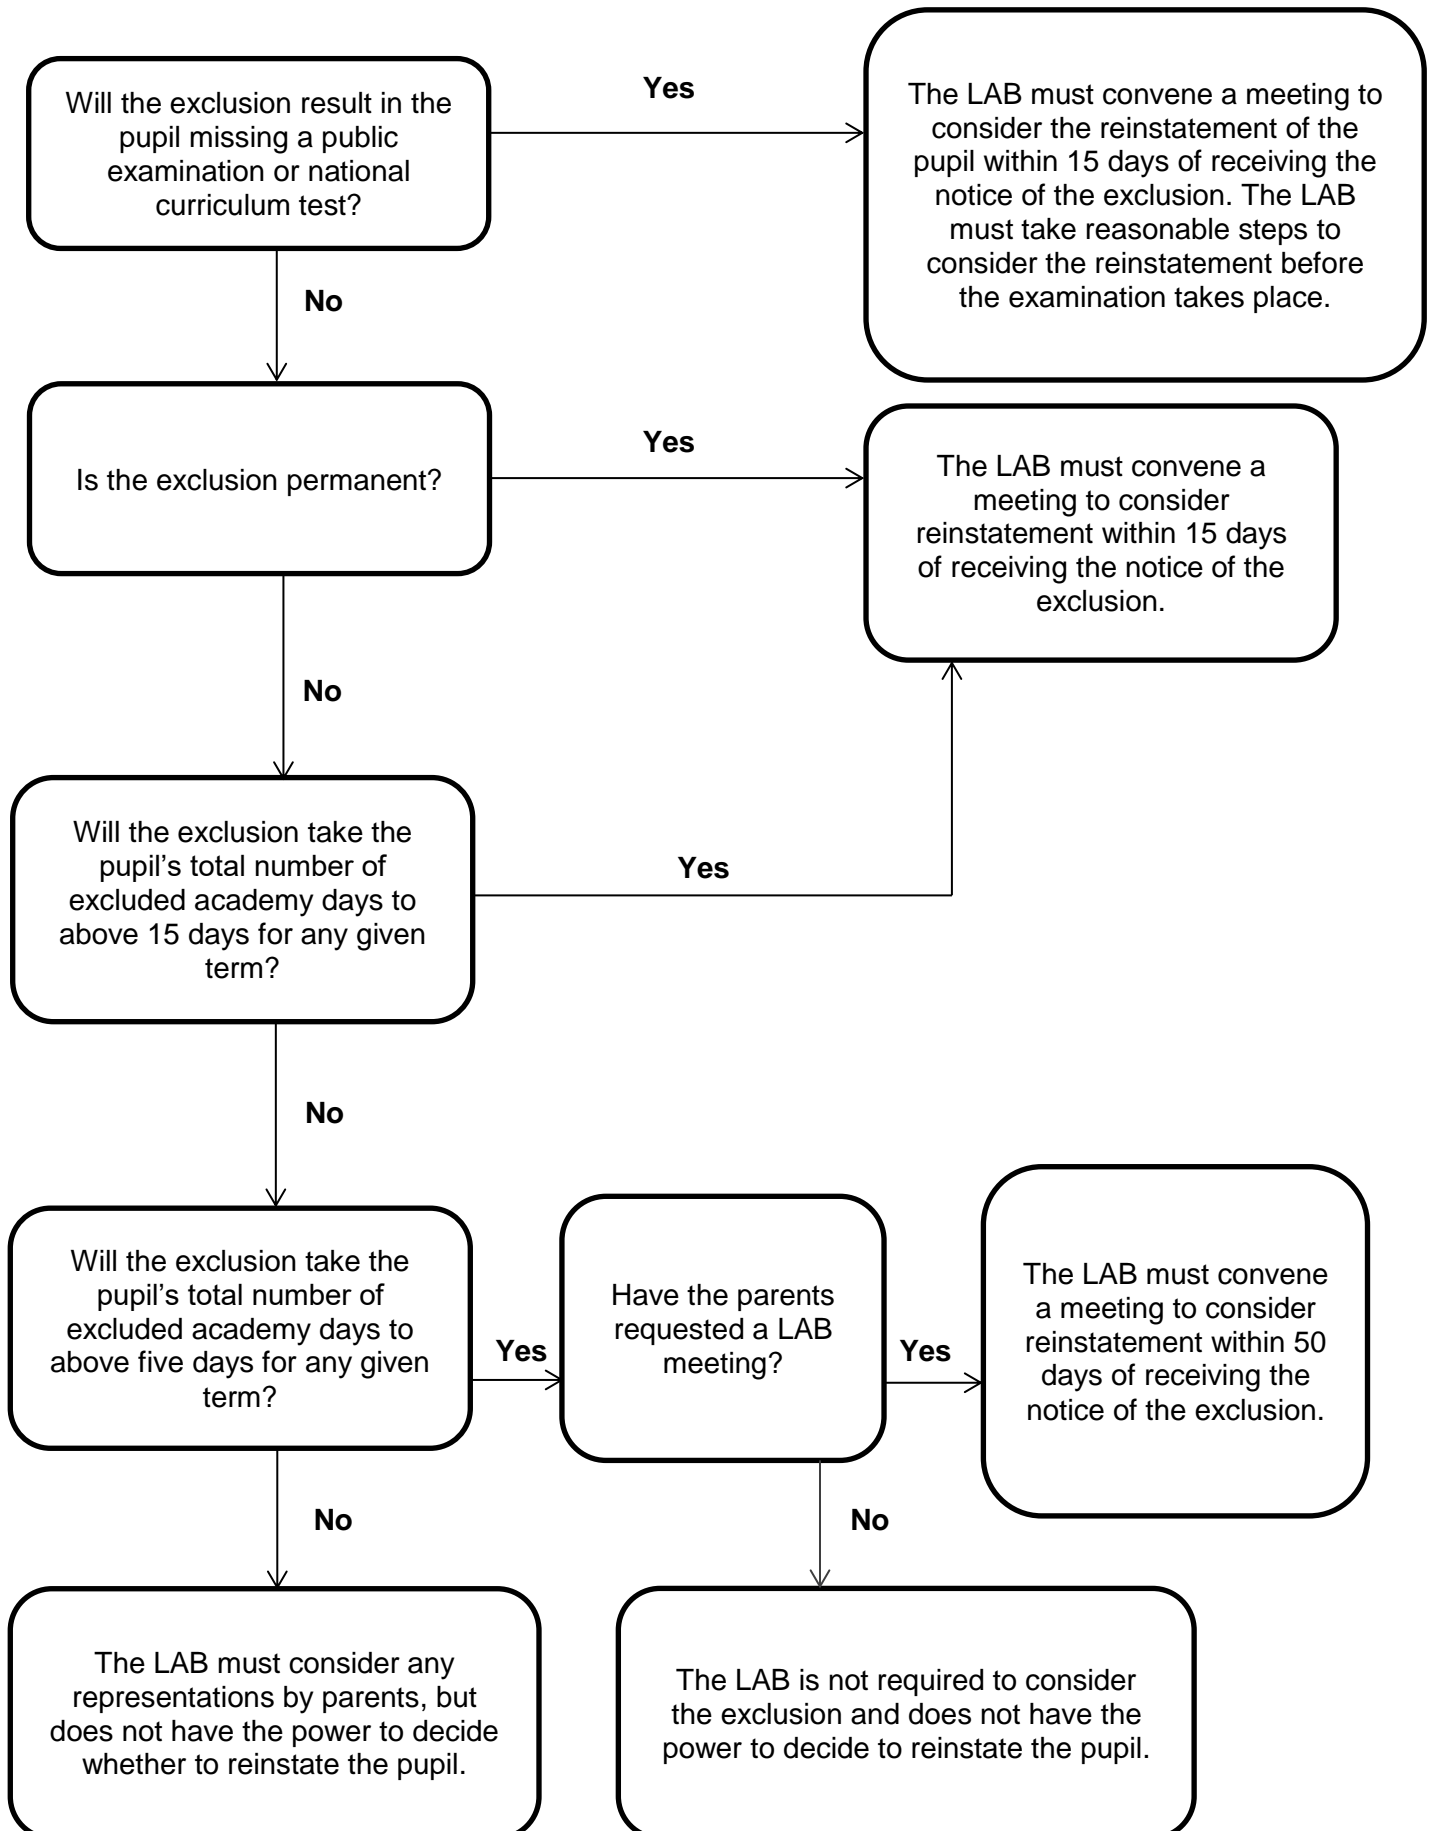 Will the exclusion result in the
pupil missing a public
examination or national
curriculum test?
Yes
The LAB must convene a meeting to
consider the reinstatement of the
pupil within 15 days of receiving the
notice of the exclusion. The LAB
must take reasonable steps to
consider the reinstatement before
the examination takes place.
No
Is the exclusion permanent?
Yes
The LAB must convene a
meeting to consider
reinstatement within 15 days
of receiving the notice of the
exclusion.
No
Will the exclusion take the
pupil’s total number of
excluded academy days to
above 15 days for any given
term?
Yes
No
Will the exclusion take the
pupil’s total number of
excluded academy days to
above five days for any given
term?
Yes
Have the parents
requested a LAB
meeting?
Yes
The LAB must convene
a meeting to consider
reinstatement within 50
days of receiving the
notice of the exclusion.
No
No
The LAB must consider any
representations by parents, but
does not have the power to decide
whether to reinstate the pupil.
The LAB is not required to consider
the exclusion and does not have the
power to decide to reinstate the pupil.